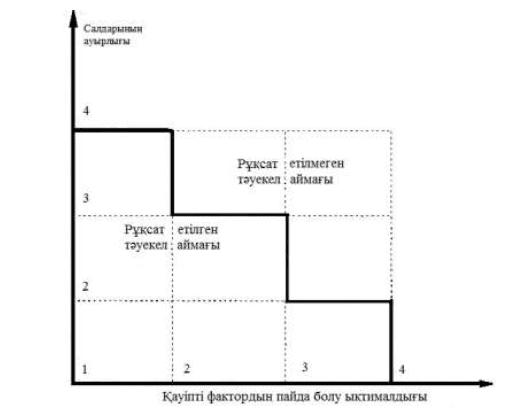 Салдарының
ауырлығы
4
Рұқсат етілмеген
тәуекел аймағы
3
Рұқсат етілген
тәуекел аймағы
2
1 2 3 4
Қауіпті фактордың пайда болу ықтималдығы